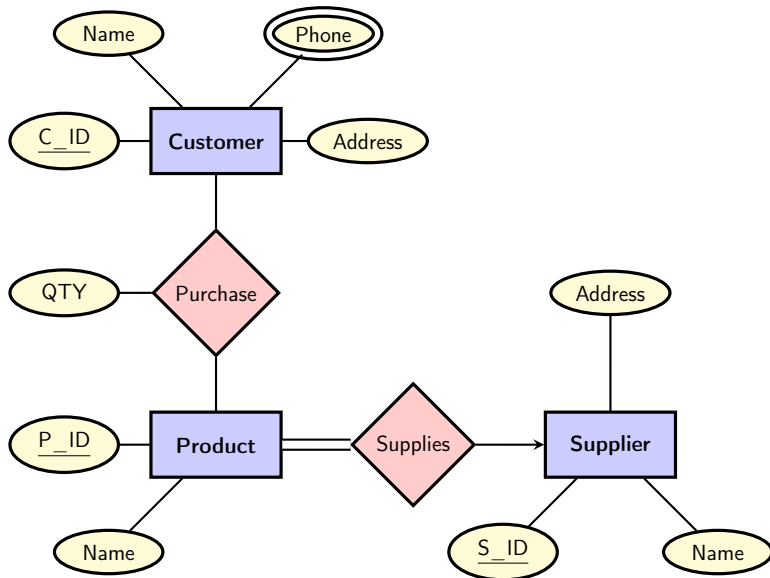 Name
Phone
C_ID
Customer
Address
QTY
Purchase
Address
P_ID
Product
Supplies
Supplier
Name
S_ID
Name